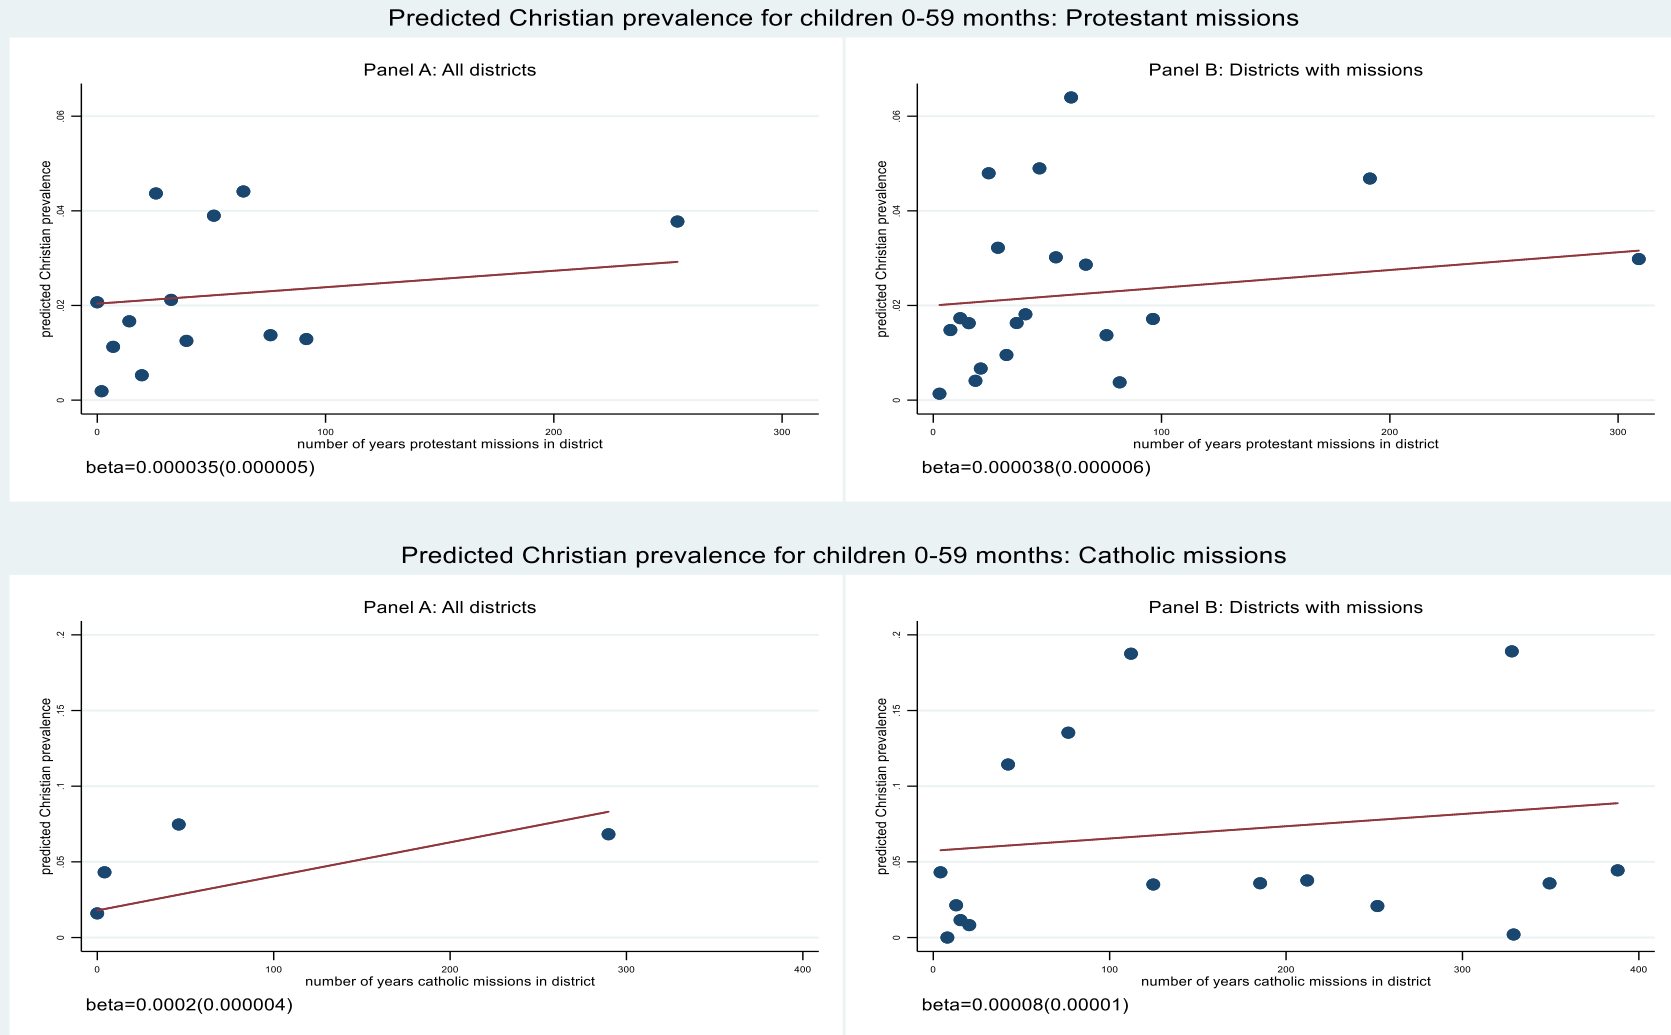 Predicted Christian prevalence for children 0-59 months: Protestant missions
Panel A: All districts
predicted Christian prevalence
.06
.04
.02
0
0 100 200 300
number of years protestant missions in district
beta=0.000035(0.000005)
Panel B: Districts with missions
predicted Christian prevalence
.06
.04
.02
0
0 100 200 300
number of years protestant missions in district
beta=0.000038(0.000006)
Predicted Christian prevalence for children 0-59 months: Catholic missions
Panel A: All districts
predicted Christian prevalence
.2
.15
.1
.05
0
0 100 200 300 400
number of years catholic missions in district
beta=0.0002(0.000004)
Panel B: Districts with missions
predicted Christian prevalence
.2
.15
.1
.05
0
0 100 200 300 400
number of years catholic missions in district
beta=0.00008(0.00001)